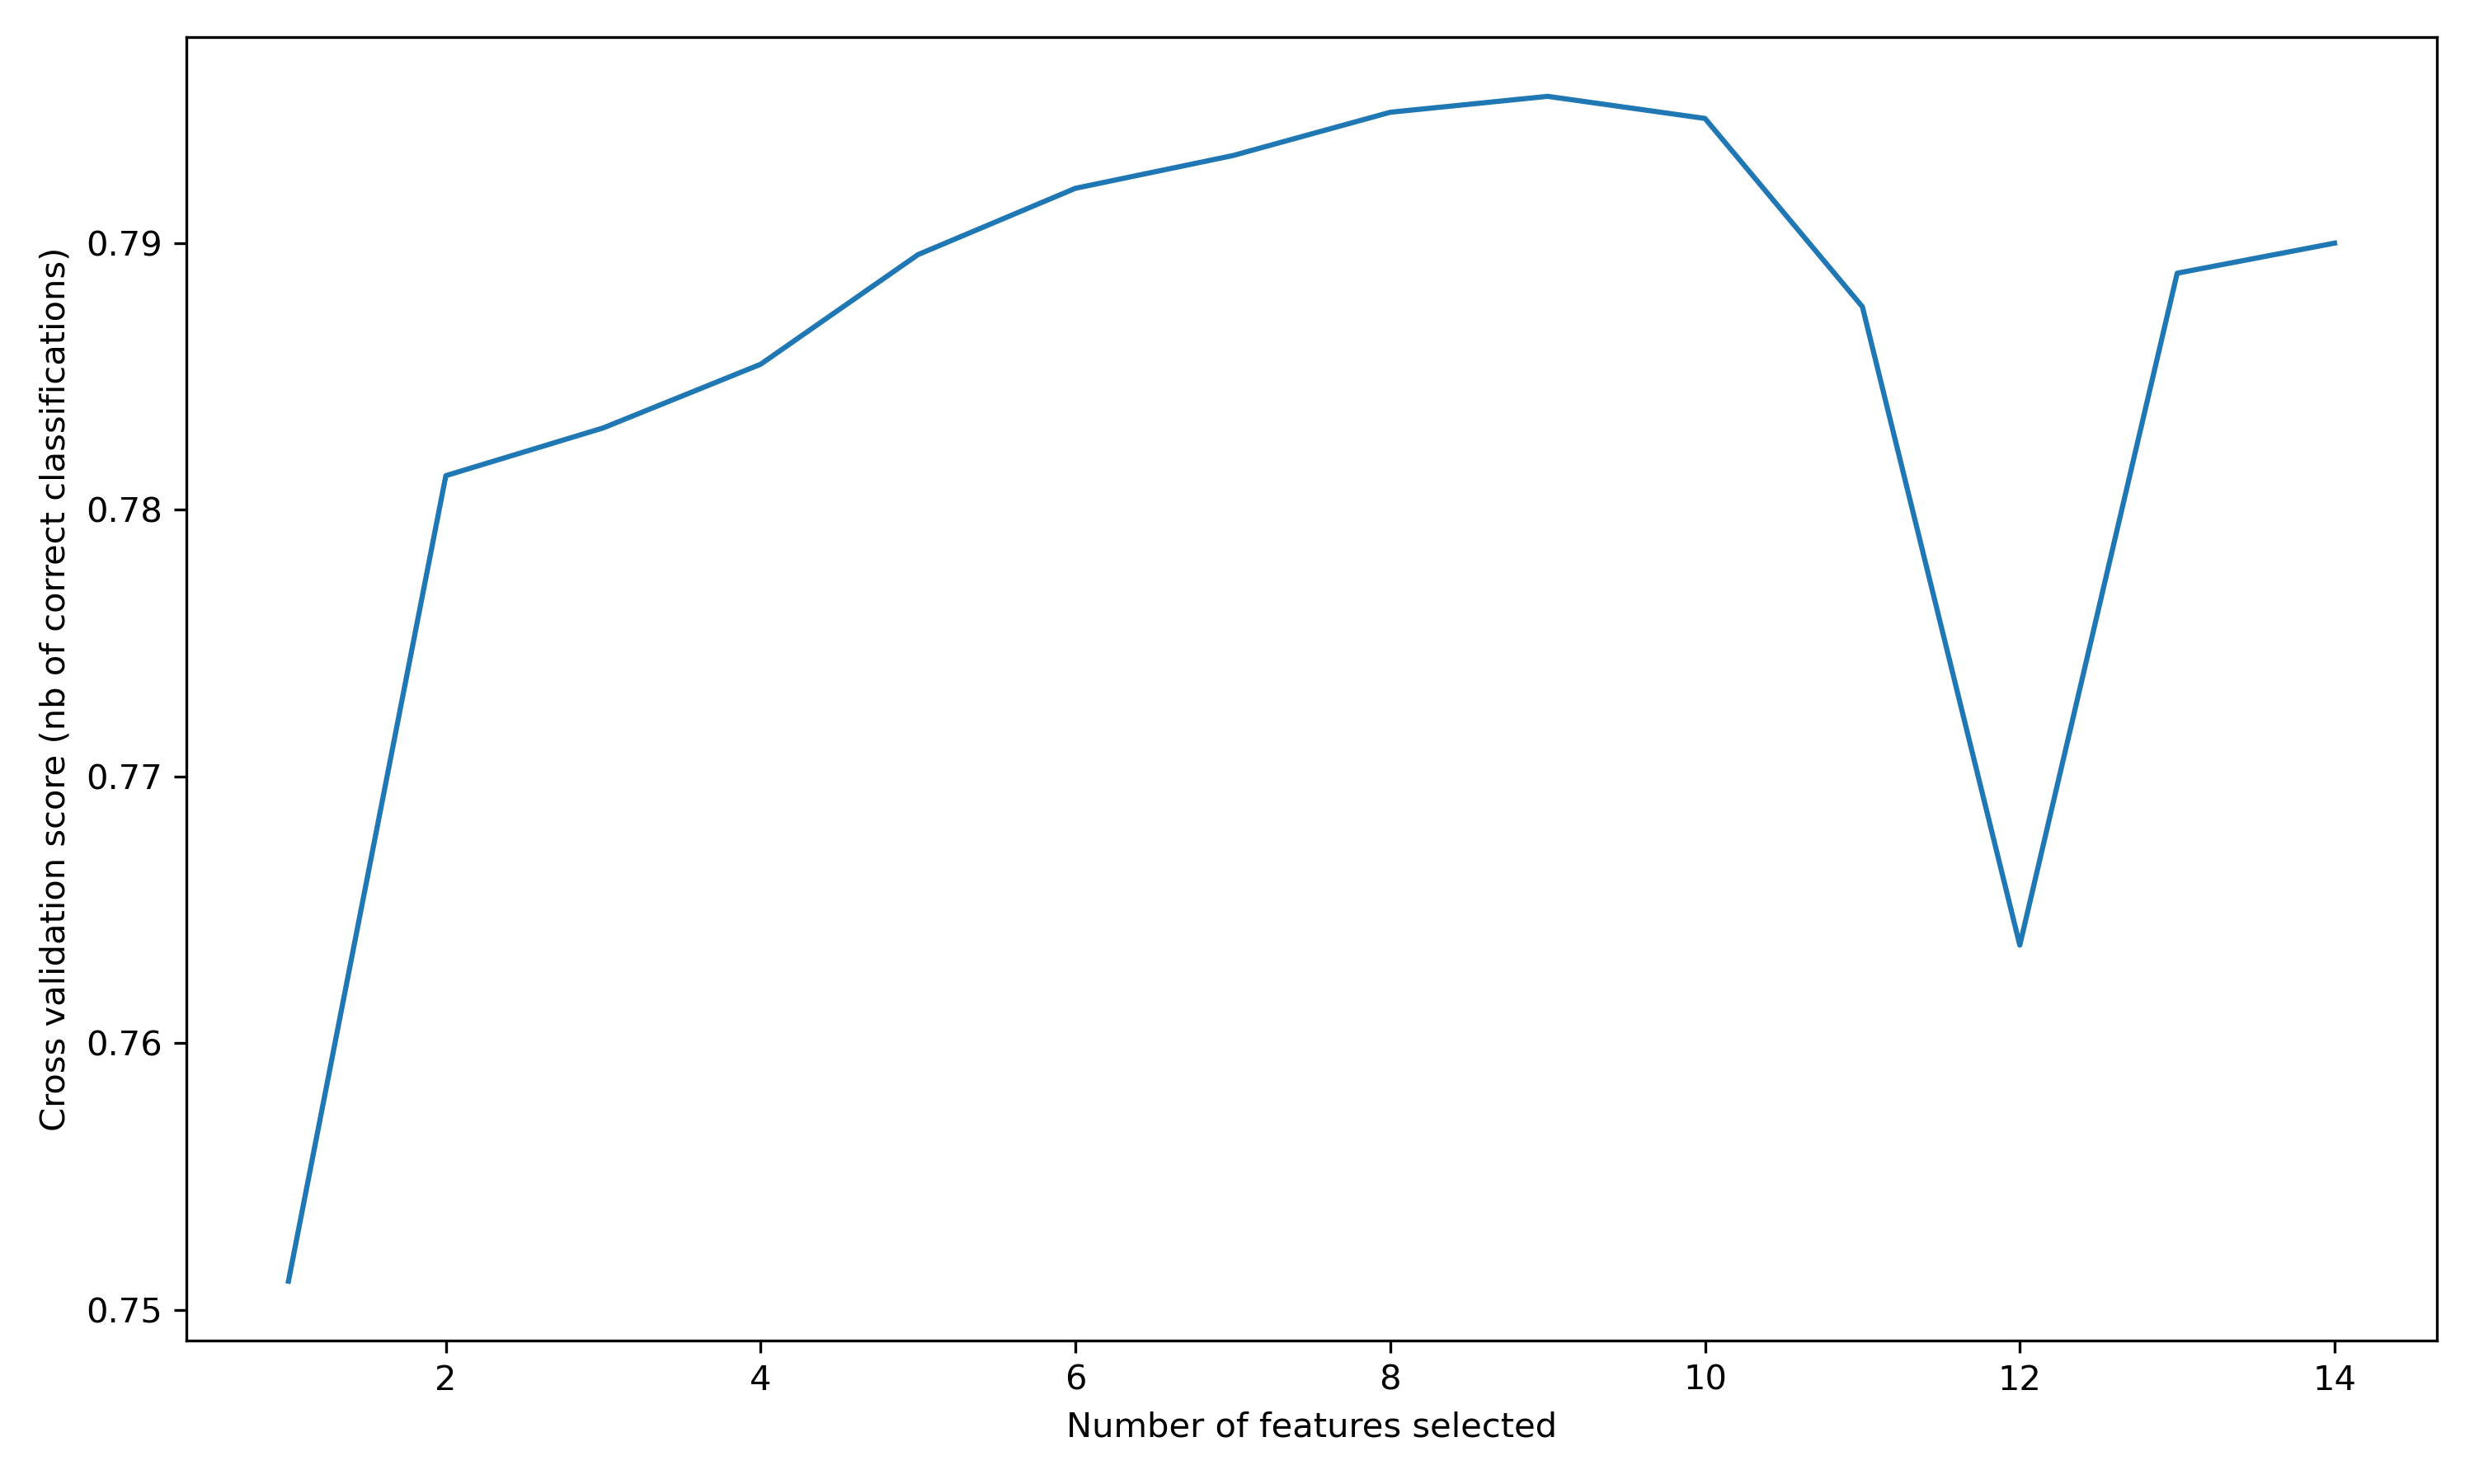 Cross validation score (nb of correct classifications)
0.79
0.78
0.77
0.76
0.75
2 4 6 8 10 12 14
Number of features selected